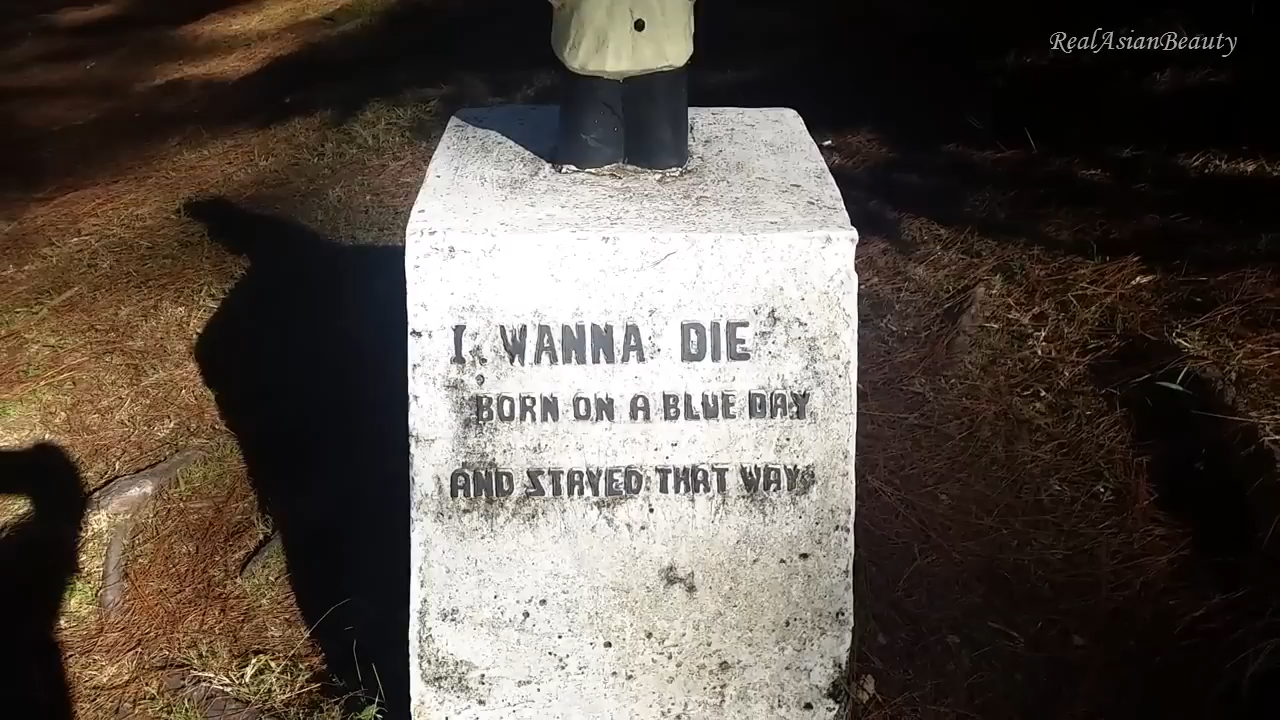 RealAsianBeauty
I. WANNA DIE
BORN ON A BLUE DAY
AND STAYED THAT WAY